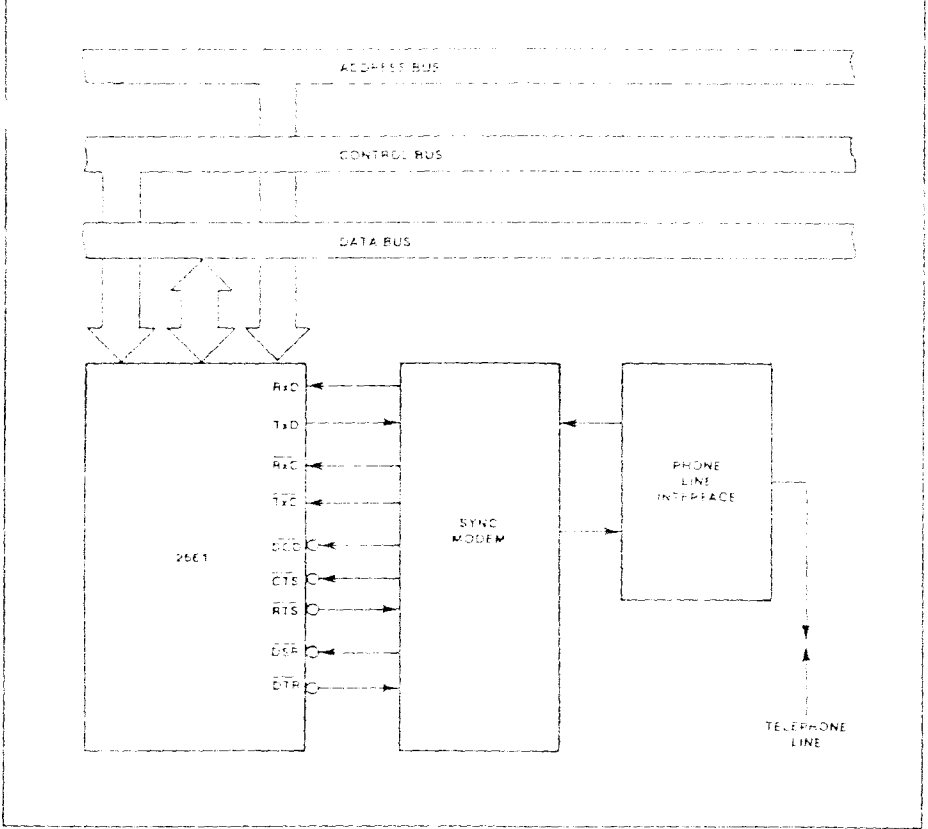 ADDRESS BUS
CONTROL BUS
DATA BUS
RxD
TxD
RxC
TxC
DCD
CTS
RTS
DSR
DTR
2661
SYNC
MODEM
PHONE
LINE
INTERFACE
TELEPHONE
LINE